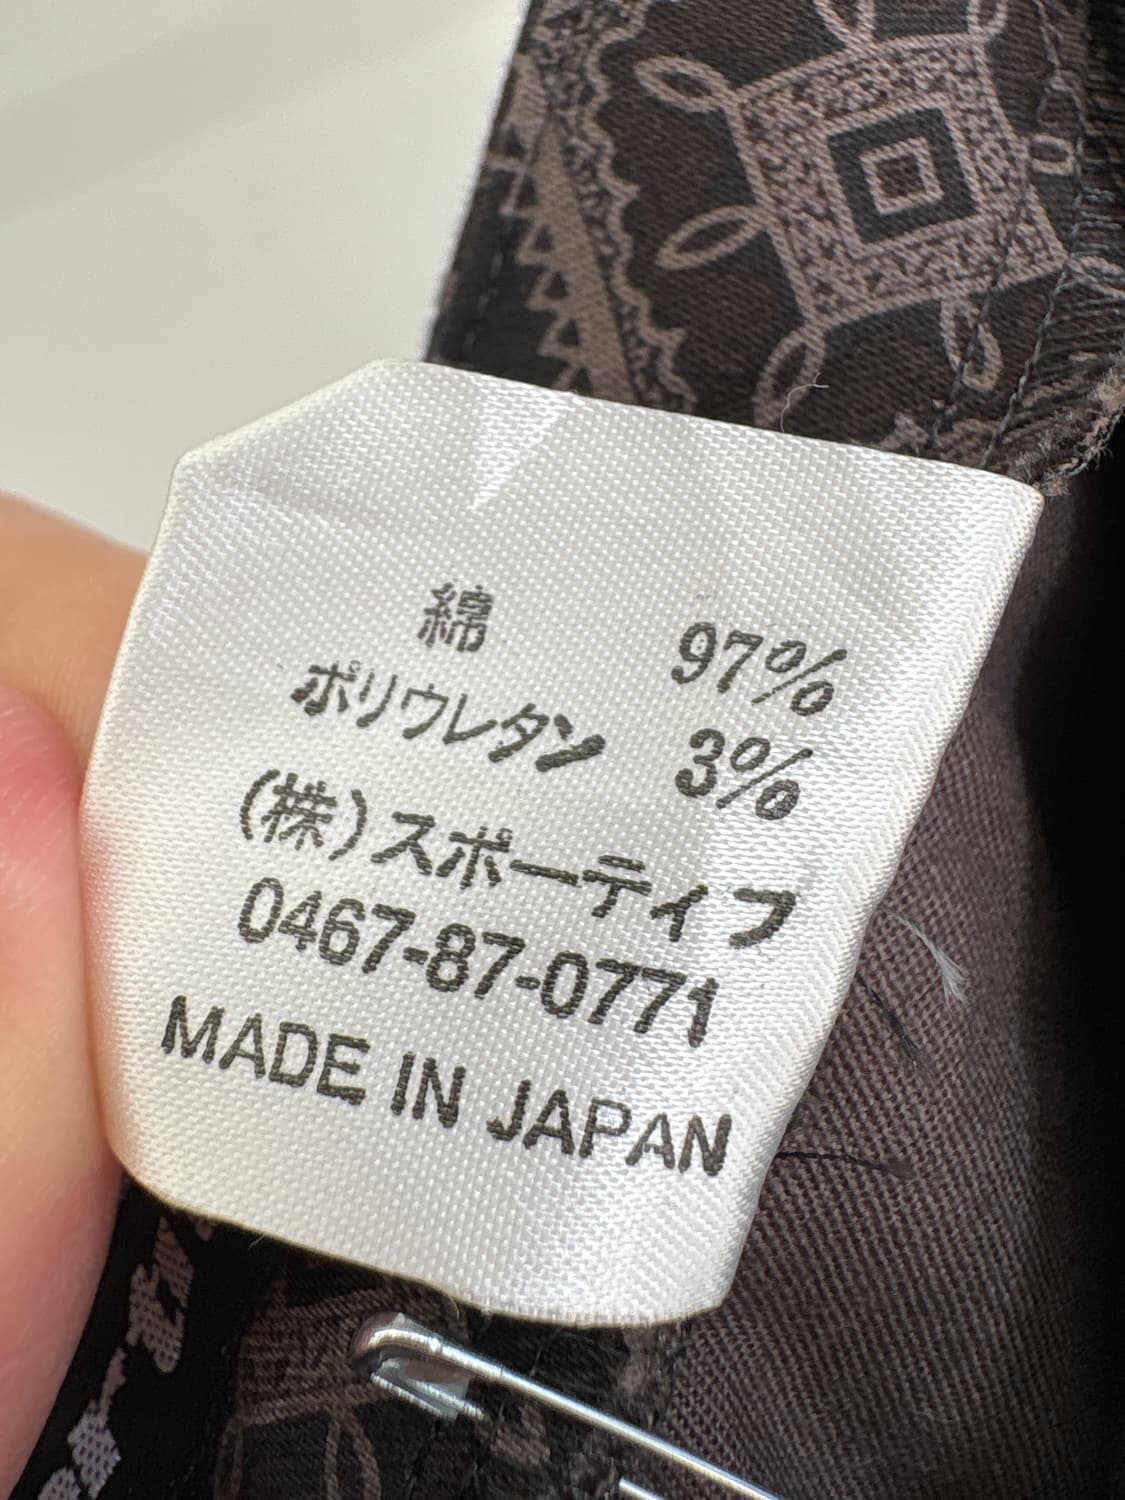 綿 97%
ポリウレタン 3%
(株)スポーティフ
0467-87-0771
MADE IN JAPAN